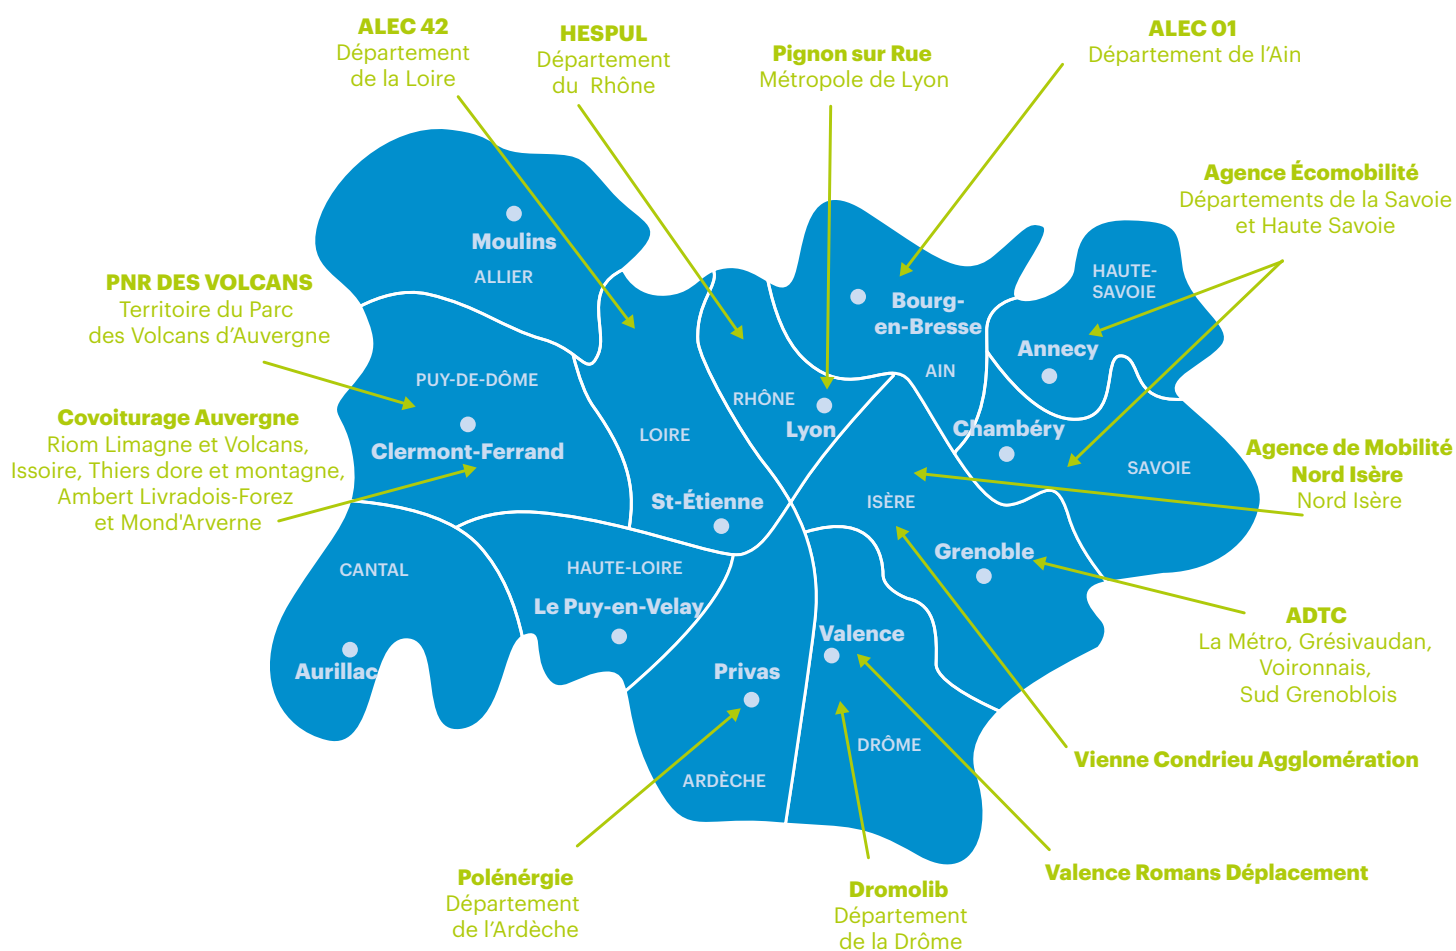 ALEC 42
Département
de la Loire
HESPUL
Département
du Rhône
Pignon sur Rue
Métropole de Lyon
ALEC 01
Département de l'Ain
Agence Écomobilité
Départements de la Savoie
et Haute Savoie
PNR DES VOLCANS
Territoire du Parc
des Volcans d'Auvergne
Covoiturage Auvergne
Riom Limagne et Volcans,
Issoire, Thiers dore et montagne,
Ambert Livradois-Forez
et Mond'Arverne
Moulins
ALLIER
PUY-DE-DÔME
Clermont-Ferrand
LOIRE
St-Étienne
RHÔNE
Lyon
Bourg-
en-Bresse
AIN
HAUTE-
SAVOIE
Annecy
Chambéry
SAVOIE
ISÈRE
Grenoble
CANTAL
Aurillac
HAUTE-LOIRE
Le Puy-en-Velay
Privas
ARDÈCHE
Valence
DRÔME
Agence de Mobilité
Nord Isère
Nord Isère
ADTC
La Métro, Grésivaudan,
Voironnais,
Sud Grenoblois
Vienne Condrieu Agglomération
Valence Romans Déplacement
Polénérgie
Département
de l'Ardèche
Dromolib
Département
de la Drôme